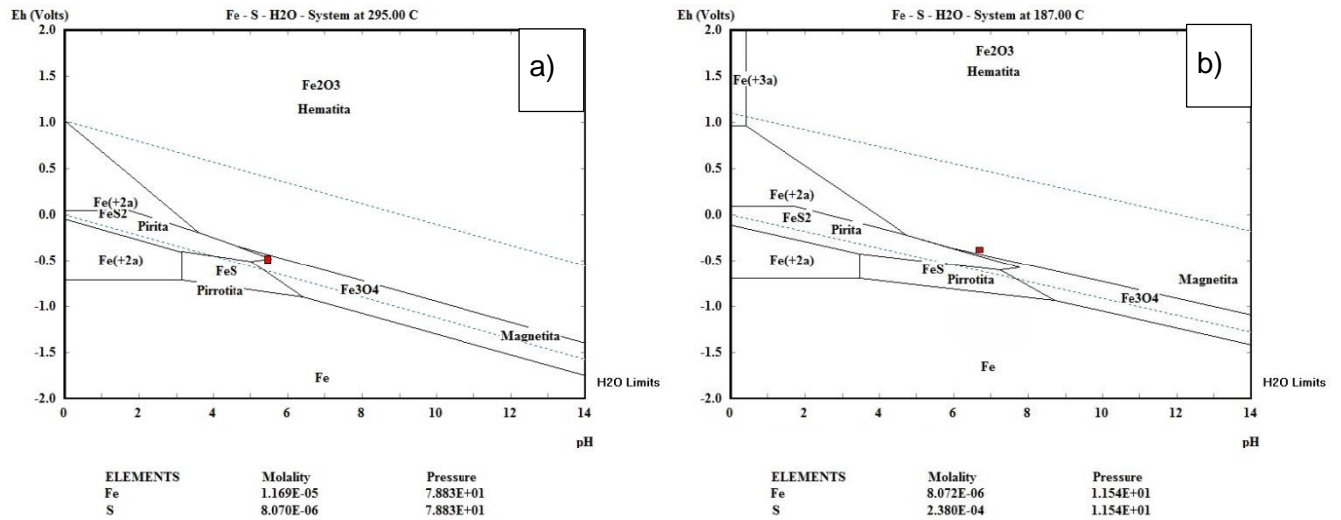 Eh (Volts) Fe - S - H2O - System at 295.00 C
a)
2.0
1.5
1.0
0.5
0.0
-0.5
-1.0
-1.5
-2.0
Fe2O3
Hematita
Fe(+2a)
FeS2
Pirita
Fe(+2a)
FeS
Pirrotita
Fe3O4
Magnetita
Fe
H2O Limits
0 2 4 6 8 10 12 14
pH
ELEMENTS Molality Pressure
Fe 1.169E-05 7.883E+01
S 8.070E-06 7.883E+01
Eh (Volts) Fe - S - H2O - System at 187.00 C
b)
2.0
1.5
1.0
0.5
0.0
-0.5
-1.0
-1.5
-2.0
Fe2O3
Hematita
Fe(+3a)
Fe(+2a)
FeS2
Pirita
Fe(+2a)
FeS
Pirrotita
Magnetita
Fe3O4
Fe
H2O Limits
0 2 4 6 8 10 12 14
pH
ELEMENTS Molality Pressure
Fe 8.072E-06 1.154E+01
S 2.380E-04 1.154E+01